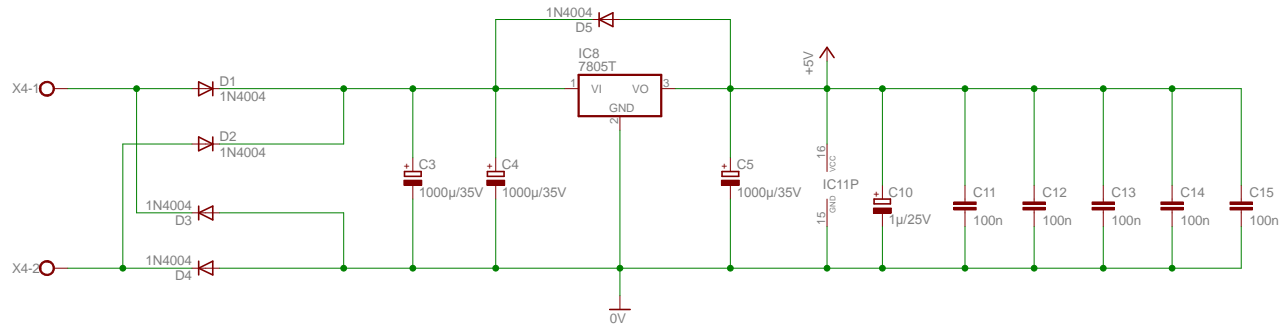 1N4004
D5
IC8
7805T
+5V
X4-1
D1
1N4004
1
VI
VO
3
GND
2
D2
1N4004
C3
1000µ/35V
C4
1000µ/35V
C5
1000µ/35V
16
VCC
IC11P
GND
15
C10
1µ/25V
C11
100n
C12
100n
C13
100n
C14
100n
C15
100n
1N4004
D3
X4-2
1N4004
D4
0V
+
+
+
+